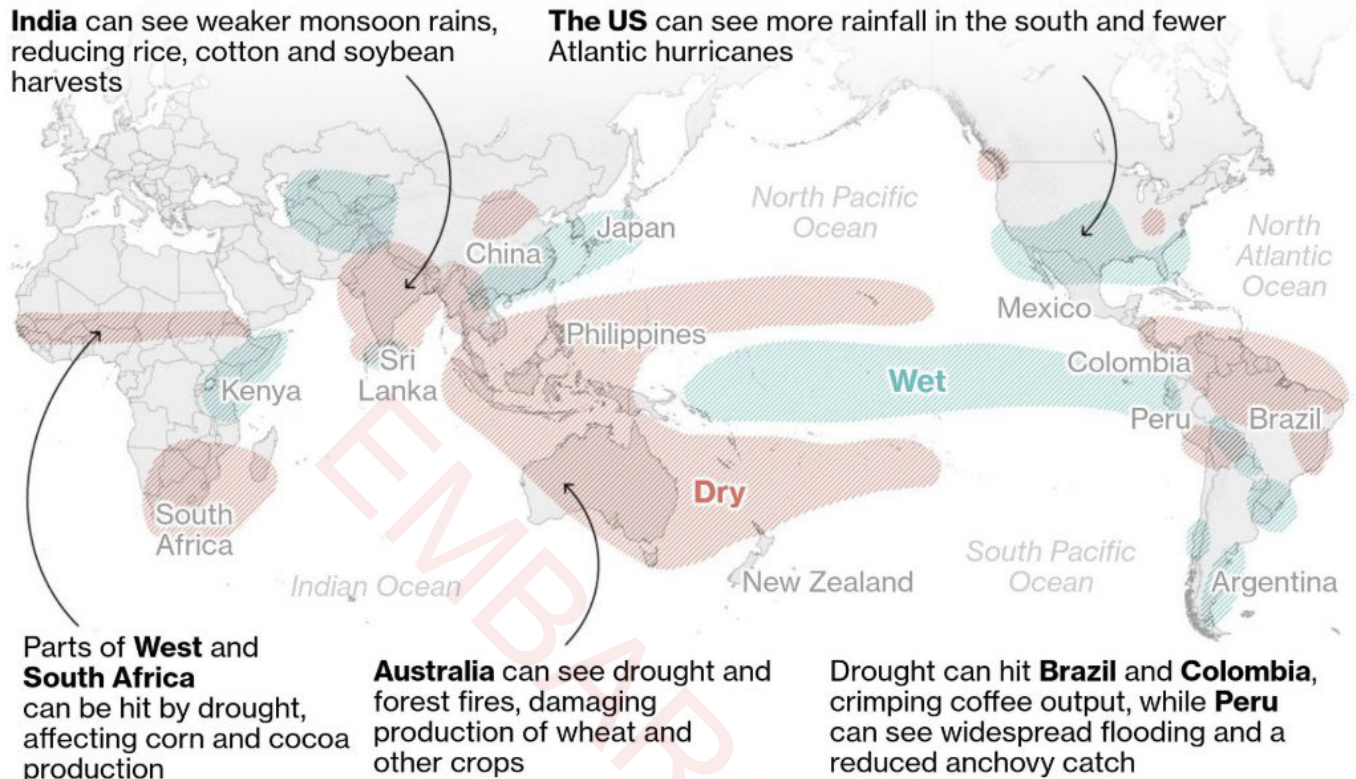 India can see weaker monsoon rains,
reducing rice, cotton and soybean
harvests
The US can see more rainfall in the south and fewer
Atlantic hurricanes
North Pacific
Ocean
North
Atlantic
Ocean
Japan
China
Mexico
Philippines
Sri
Lanka
Kenya
Colombia
Wet
Peru
Brazil
Dry
South
Africa
Indian Ocean
South Pacific
Ocean
New Zealand
Argentina
EMBAR
Parts of West and
South Africa
can be hit by drought,
affecting corn and cocoa
production
Australia can see drought and
forest fires, damaging
production of wheat and
other crops
Drought can hit Brazil and Colombia,
crimping coffee output, while Peru
can see widespread flooding and a
reduced anchovy catch